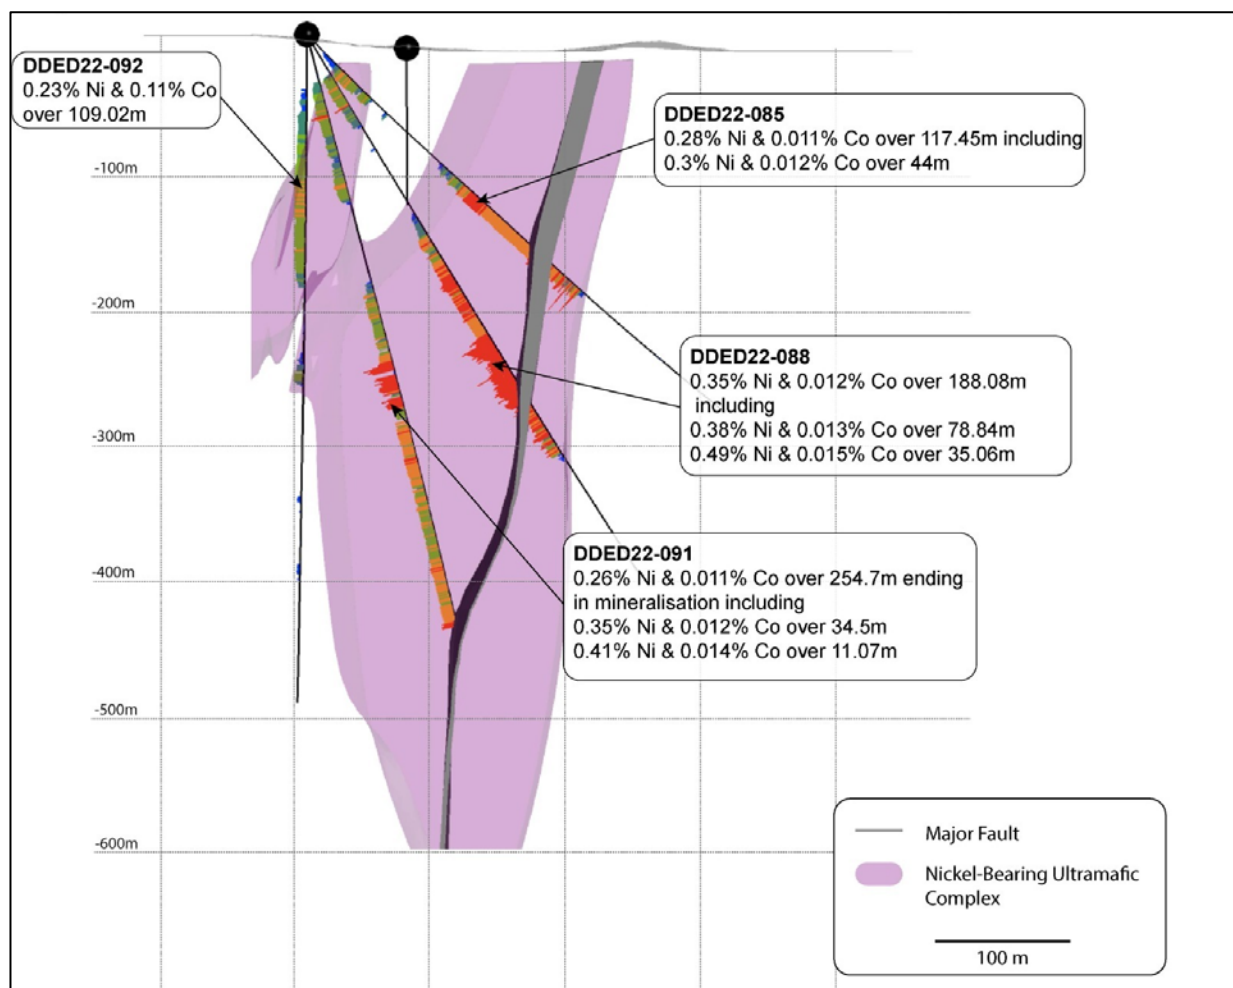 DDED22-092
0.23% Ni & 0.11% Co
over 109.02m
DDED22-085
0.28% Ni & 0.011% Co over 117.45m including
0.3% Ni & 0.012% Co over 44m
-100m
-200m
DDED22-088
0.35% Ni & 0.012% Co over 188.08m
including
0.38% Ni & 0.013% Co over 78.84m
0.49% Ni & 0.015% Co over 35.06m
-300m
DDED22-091
0.26% Ni & 0.011% Co over 254.7m ending
in mineralisation including
0.35% Ni & 0.012% Co over 34.5m
0.41% Ni & 0.014% Co over 11.07m
-400m
-500m
-600m
Major Fault
Nickel-Bearing Ultramafic
Complex
100 m